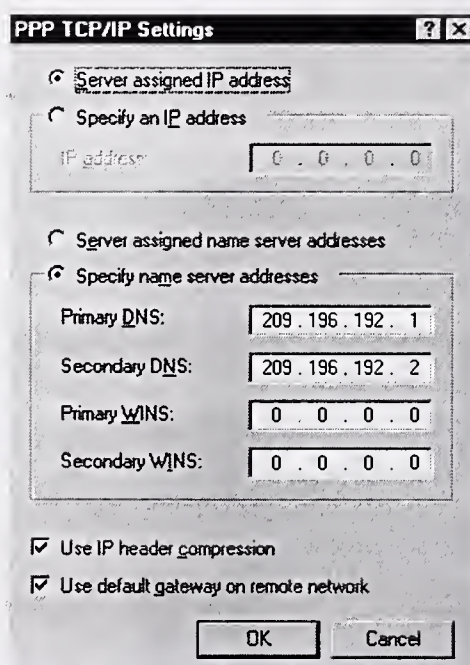 PPP TCP/IP Settings ? X
Server assigned IP address
Specify an IP address
IP address: 0 . 0 . 0 . 0
Server assigned name server addresses
Specify name server addresses
Primary DNS: 209 . 196 . 192 . 1
Secondary DNS: 209 . 196 . 192 . 2
Primary WINS: 0 . 0 . 0 . 0
Secondary WINS: 0 . 0 . 0 . 0
Use IP header compression
Use default gateway on remote network
OK Cancel